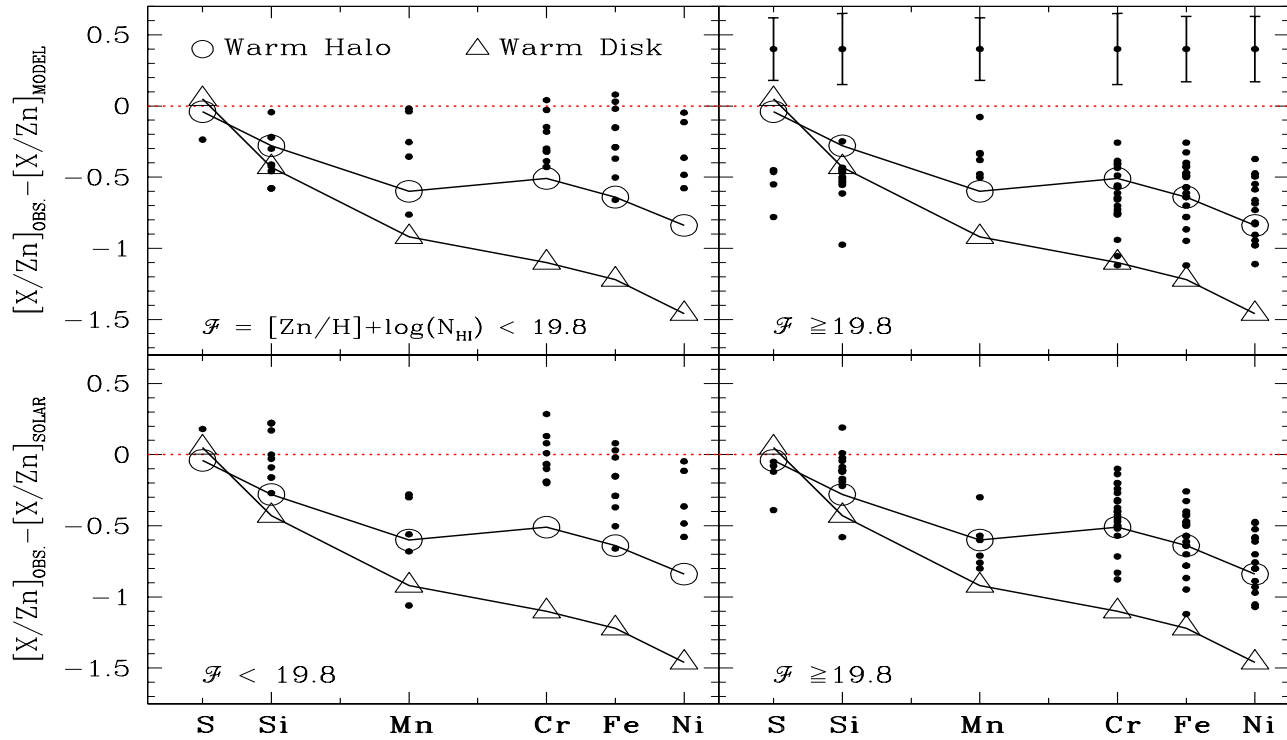 [X/Zn]OBS.−[X/Zn]MODEL
0.5
0
−0.5
−1
−1.5
Warm Halo
Warm Disk
ℱ = [Zn/H]+log(NHI) < 19.8
ℱ ≧19.8
[X/Zn]OBS.−[X/Zn]SOLAR
0.5
0
−0.5
−1
−1.5
ℱ < 19.8
ℱ ≧19.8
S Si Mn Cr Fe Ni
S Si Mn Cr Fe Ni